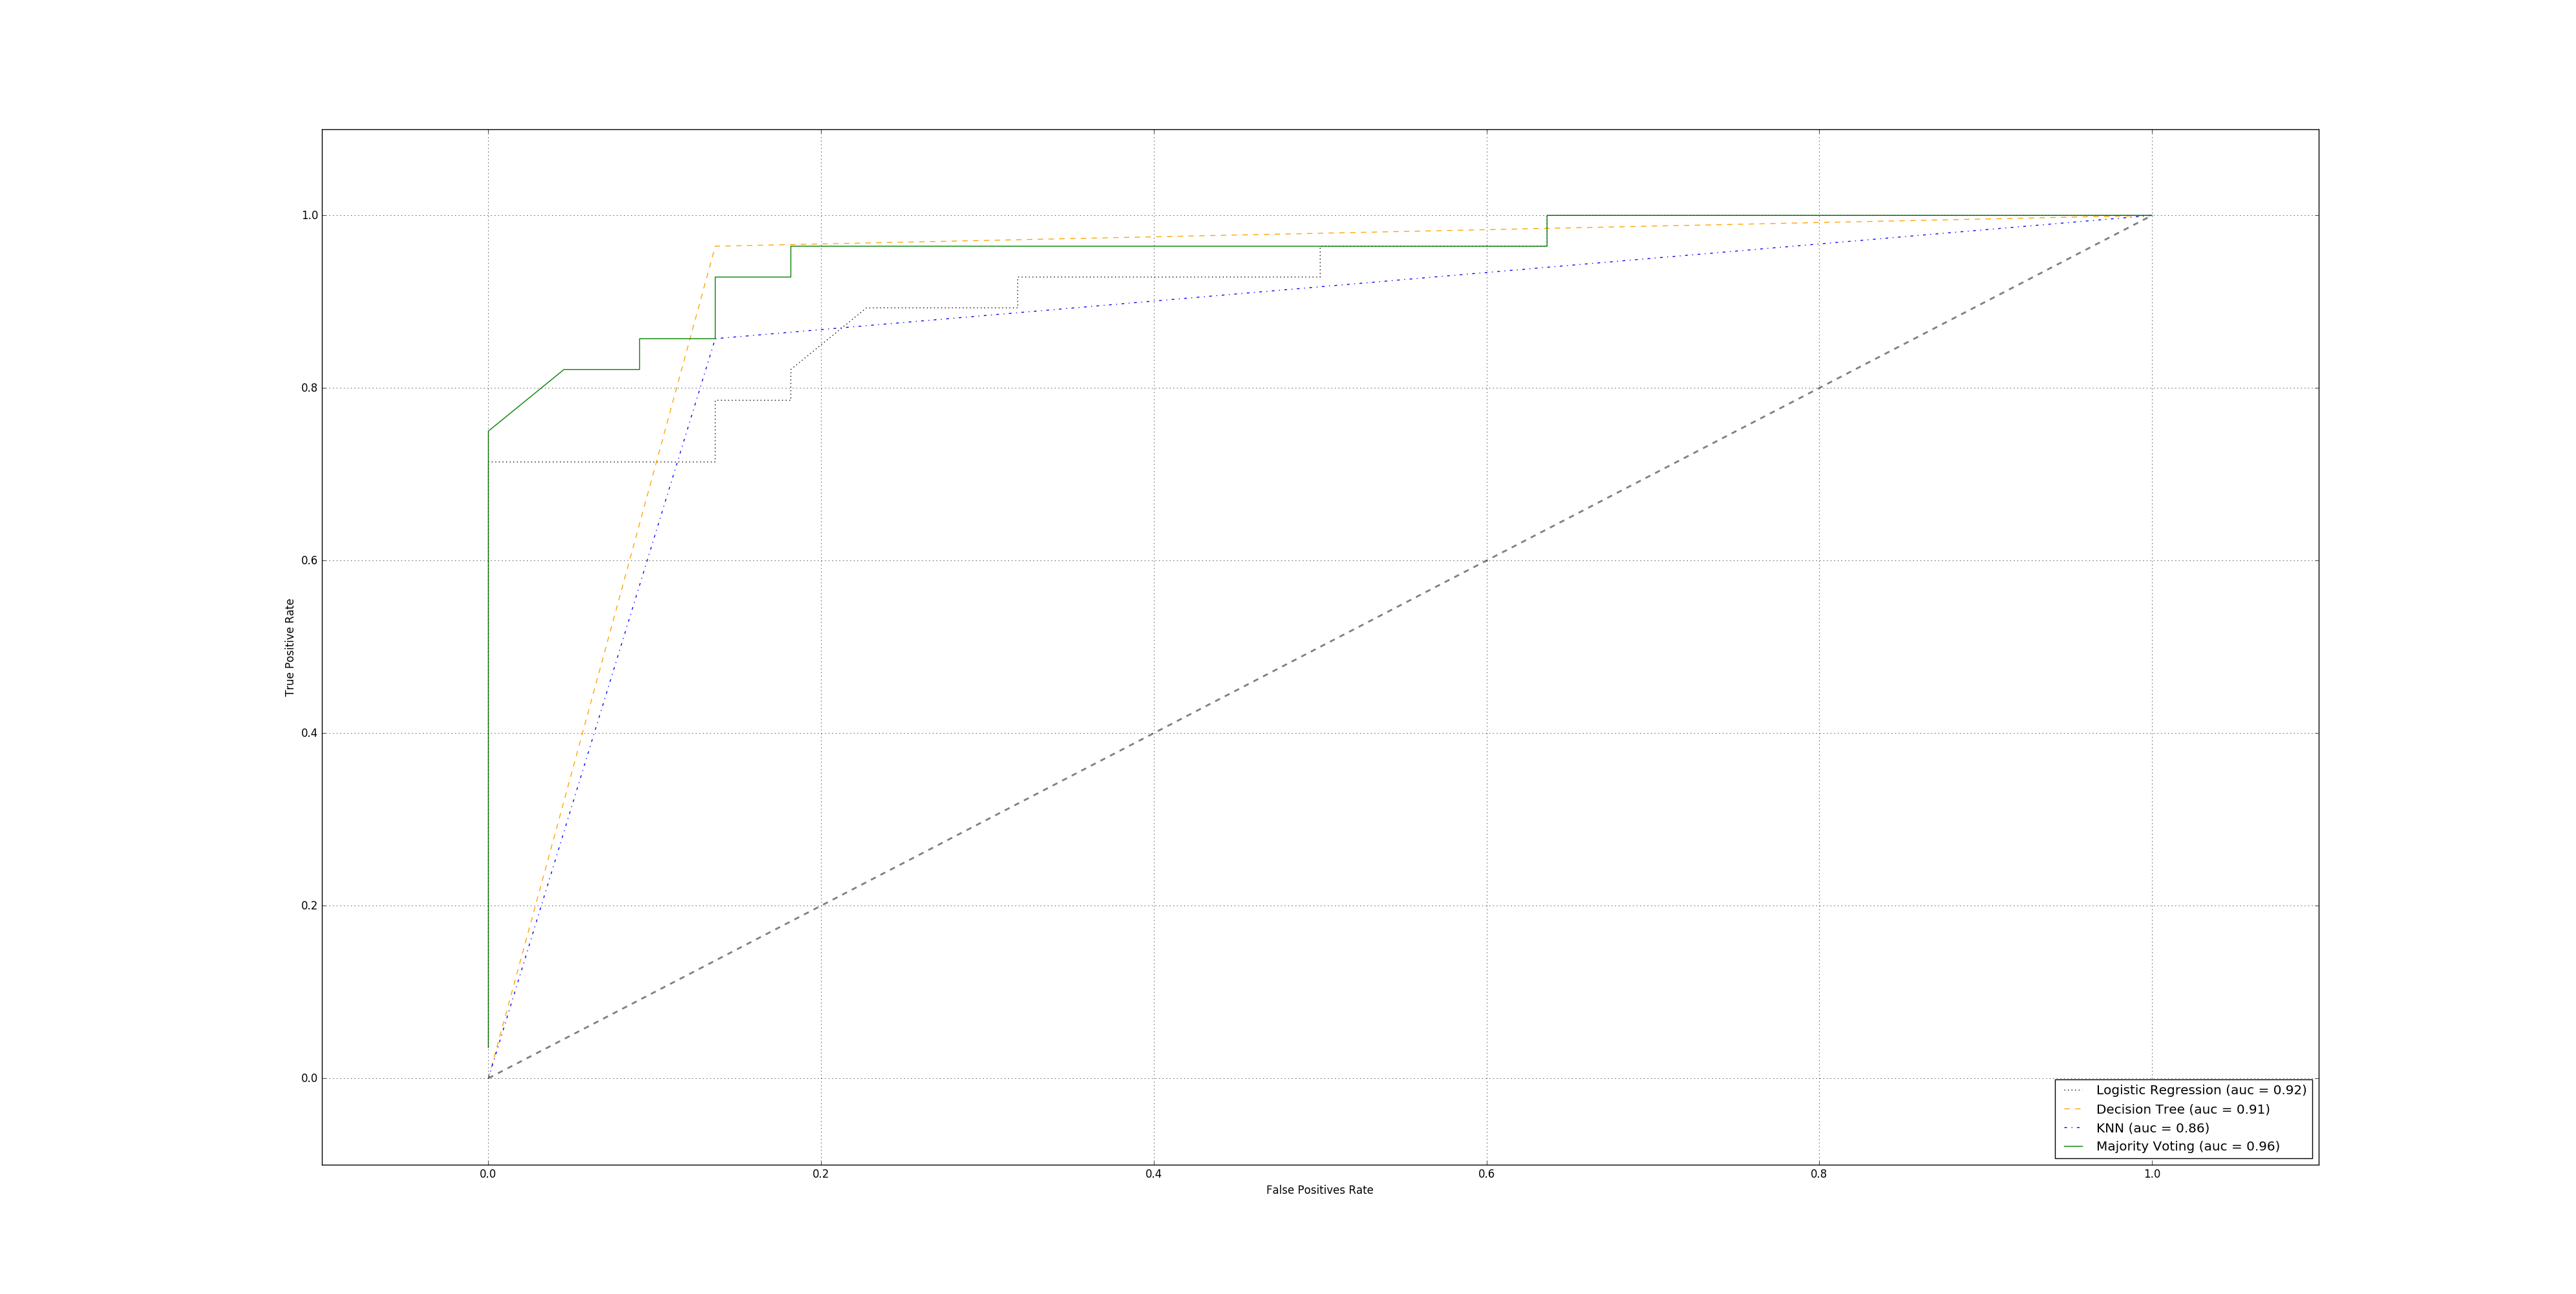 1.0
0.8
0.6
0.4
0.2
0.0
True Positive Rate
0.0 0.2 0.4 0.6 0.8 1.0
False Positives Rate
Logistic Regression (auc = 0.92)
Decision Tree (auc = 0.91)
KNN (auc = 0.86)
Majority Voting (auc = 0.96)